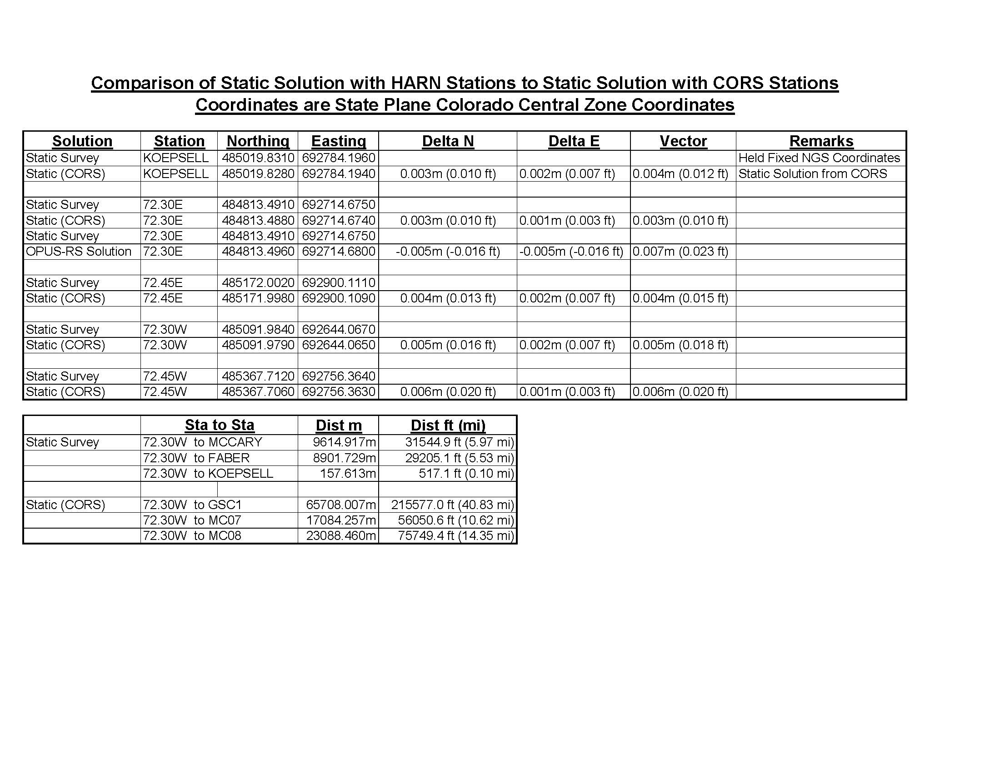 Comparison of Static Solution with HARN Stations to Static Solution with CORS Stations
Coordinates are State Plane Colorado Central Zone Coordinates
Solution Station Northing Easting Delta N Delta E Vector Remarks
Static Survey KOEPSELL 485019.8310 692784.1960 Held Fixed NGS Coordinates
Static (CORS) KOEPSELL 485019.8280 692784.1940 0.003m (0.010 ft) 0.002m (0.007 ft) 0.004m (0.012 ft) Static Solution from CORS
Static Survey 72.30E 484813.4910 692714.6750
Static (CORS) 72.30E 484813.4880 692714.6740 0.003m (0.010 ft) 0.001m (0.003 ft) 0.003m (0.010 ft)
Static Survey 72.30E 484813.4910 692714.6750
OPUS-RS Solution 72.30E 484813.4960 692714.6800 -0.005m (-0.016 ft) -0.005m (-0.016 ft) 0.007m (0.023 ft)
Static Survey 72.45E 485172.0020 692900.1110
Static (CORS) 72.45E 485171.9980 692900.1090 0.004m (0.013 ft) 0.002m (0.007 ft) 0.004m (0.015 ft)
Static Survey 72.30W 485091.9840 692644.0670
Static (CORS) 72.30W 485091.9790 692644.0650 0.005m (0.016 ft) 0.002m (0.007 ft) 0.005m (0.018 ft)
Static Survey 72.45W 485367.7120 692756.3640
Static (CORS) 72.45W 485367.7060 692756.3630 0.006m (0.020 ft) 0.001m (0.003 ft) 0.006m (0.020 ft)
Sta to Sta Dist m Dist ft (mi)
Static Survey 72.30W to MCCARY 9614.917m 31544.9 ft (5.97 mi)
72.30W to FABER 8901.729m 29205.1 ft (5.53 mi)
72.30W to KOEPSELL 157.613m 517.1 ft (0.10 mi)
Static (CORS) 72.30W to GSC1 65708.007m 215577.0 ft (40.83 mi)
72.30W to MC07 17084.257m 56050.6 ft (10.62 mi)
72.30W to MC08 23088.460m 75749.4 ft (14.35 mi)